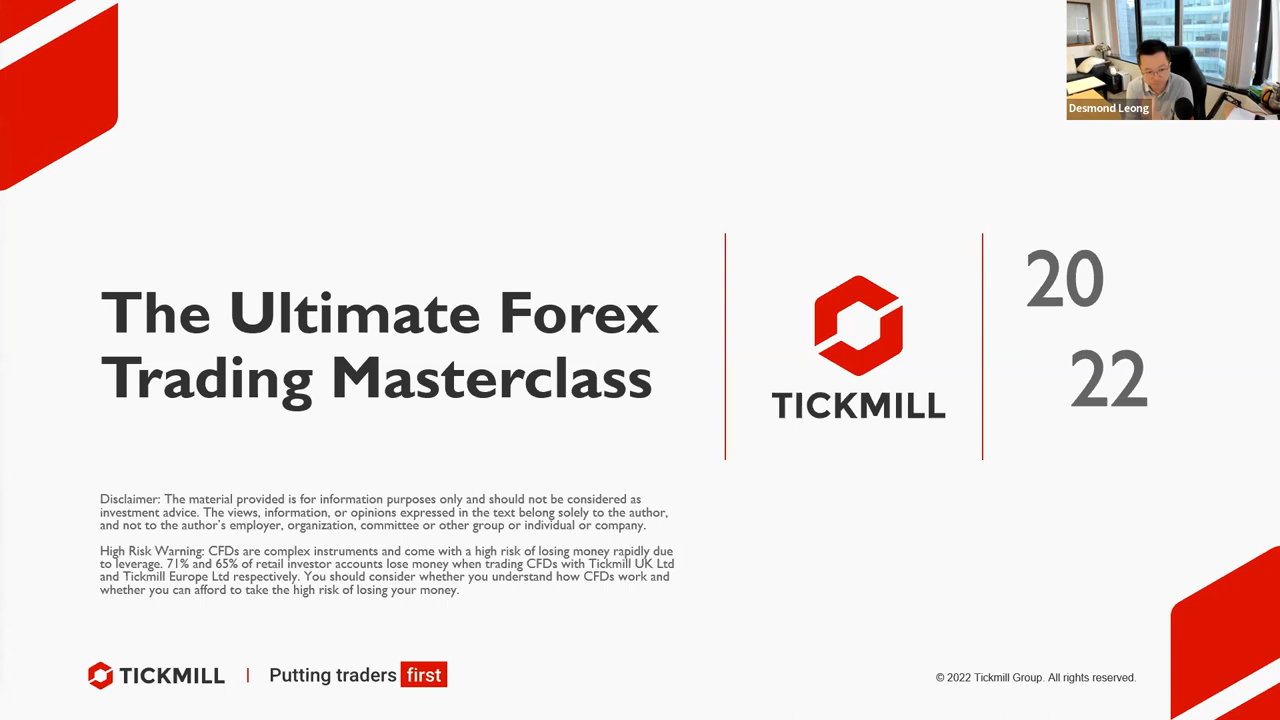 Desmond Leong
The Ultimate Forex
Trading Masterclass
TICKMILL
20
22
Disclaimer: The material provided is for information purposes only and should not be considered as
investment advice. The views, information, or opinions expressed in the text belong solely to the author,
and not to the author's employer, organization, committee or other group or individual or company.
High Risk Warning: CFDs are complex instruments and come with a high risk of losing money rapidly due
to leverage. 71% and 65% of retail investor accounts lose money when trading CFDs with Tickmill UK Ltd
and Tickmill Europe Ltd respectively. You should consider whether you understand how CFDs work and
whether you can afford to take the high risk of losing your money.
TICKMILL | Putting traders first
© 2022 Tickmill Group. All rights reserved.